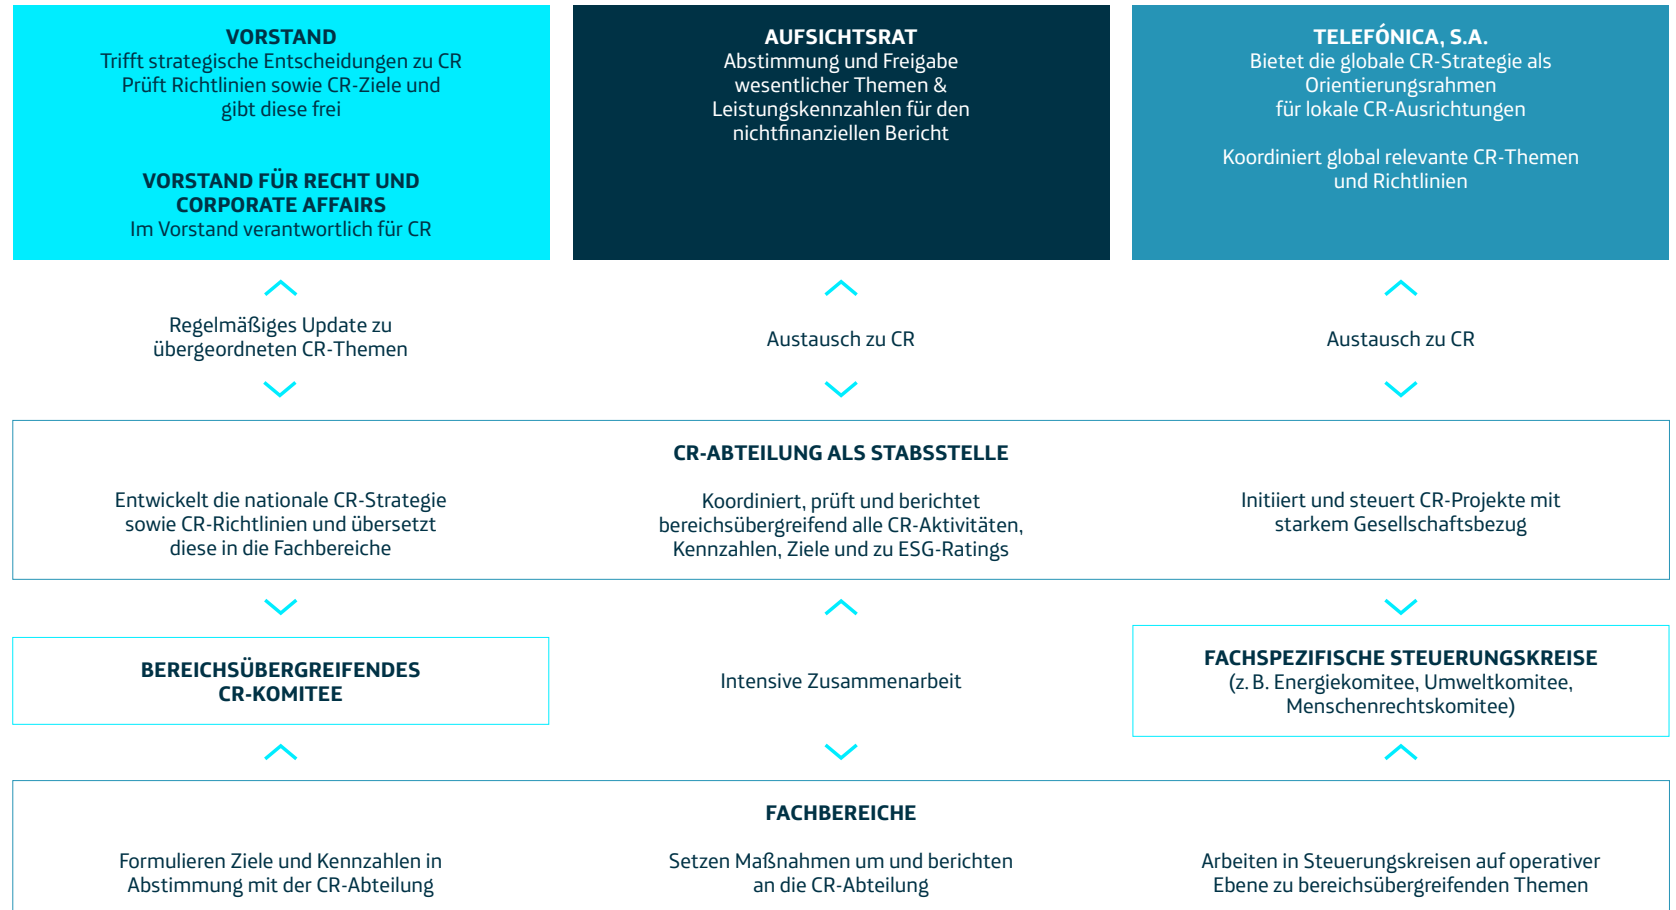 VORSTAND
Trifft strategische Entscheidungen zu CR
Prüft Richtlinien sowie CR-Ziele und
gibt diese frei
VORSTAND FÜR RECHT UND
CORPORATE AFFAIRS
Im Vorstand verantwortlich für CR
AUFSICHTSRAT
Abstimmung und Freigabe
wesentlicher Themen &
Leistungskennzahlen für den
nichtfinanziellen Bericht
TELEFÓNICA, S.A.
Bietet die globale CR-Strategie als
Orientierungsrahmen
für lokale CR-Ausrichtungen
Koordiniert global relevante CR-Themen
und Richtlinien
Regelmäßiges Update zu
übergeordneten CR-Themen
Austausch zu CR
Austausch zu CR
CR-ABTEILUNG ALS STABSSTELLE
Entwickelt die nationale CR-Strategie
sowie CR-Richtlinien und übersetzt
diese in die Fachbereiche
Koordiniert, prüft und berichtet
bereichsübergreifend alle CR-Aktivitäten,
Kennzahlen, Ziele und zu ESG-Ratings
Initiiert und steuert CR-Projekte mit
starkem Gesellschaftsbezug
BEREICHSÜBERGREIFENDES
CR-KOMITEE
Intensive Zusammenarbeit
FACHSPEZIFISCHE STEUERUNGSKREISE
(z. B. Energiekomitee, Umweltkomitee,
Menschenrechtskomitee)
FACHBEREICHE
Formulieren Ziele und Kennzahlen in
Abstimmung mit der CR-Abteilung
Setzen Maßnahmen um und berichten
an die CR-Abteilung
Arbeiten in Steuerungskreisen auf operativer
Ebene zu bereichsübergreifenden Themen